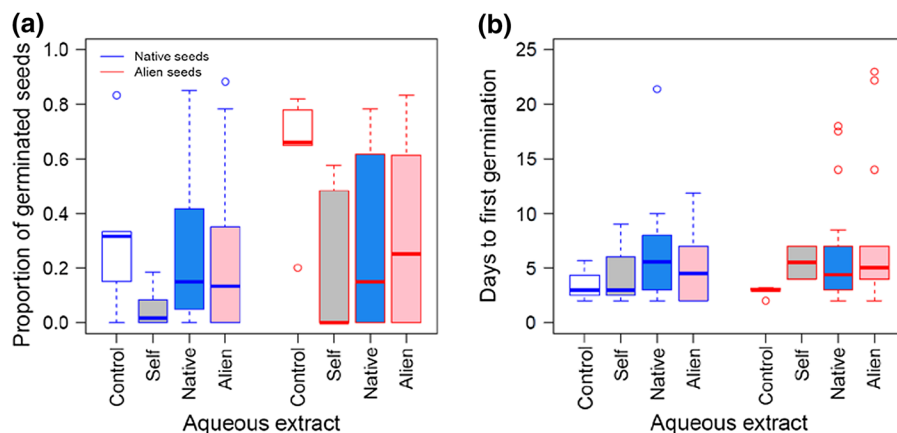 (a)
Proportion of germinated seeds
1.0
0.8
0.6
0.4
0.2
0.0
Native seeds
Alien seeds
Control
Self
Native
Alien
Control
Self
Native
Alien
Aqueous extract
(b)
Days to first germination
25
20
15
10
5
0
Control
Self
Native
Alien
Control
Self
Native
Alien
Aqueous extract